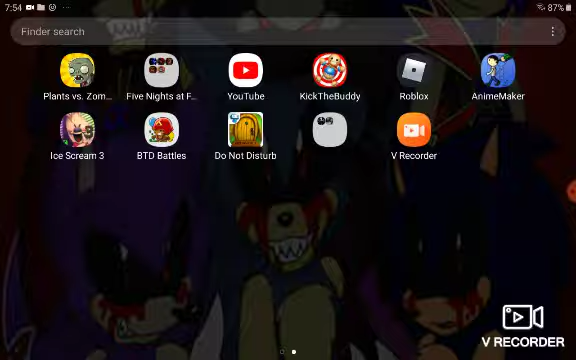 7:54
87%
Finder search
Plants vs. Zom...
Five Nights at F...
YouTube
KickTheBuddy
Roblox
AnimeMaker
Ice Scream 3
BTD Battles
Do Not Disturb
V Recorder
V RECORDER